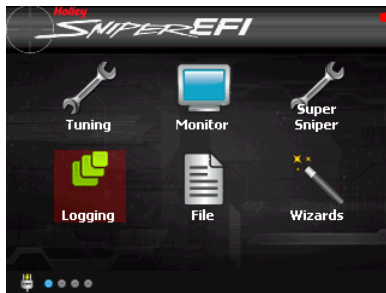 Holley
SNIPER EFI
Tuning
Monitor
Super
Sniper
Logging
File
Wizards